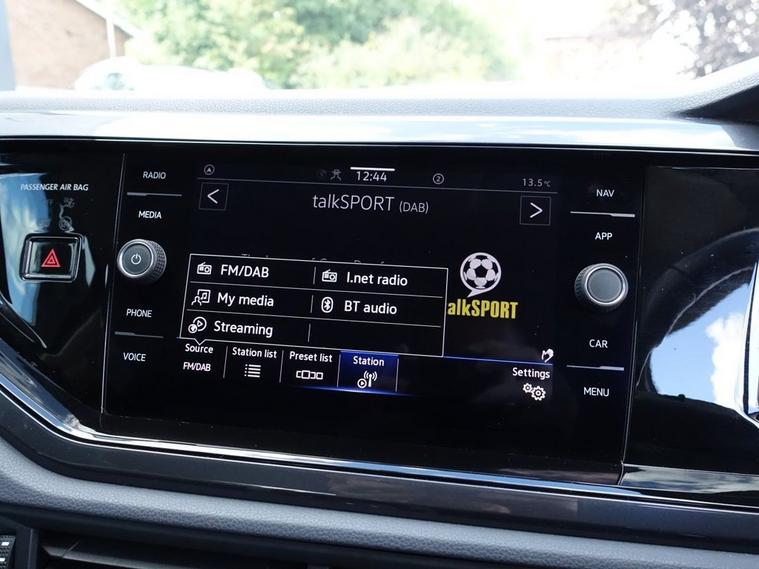 PASSENGER AIR BAG
RADIO
MEDIA
PHONE
VOICE
12:44
2
13.5°C
talkSPORT (DAB)
FM/DAB
I.net radio
My media
BT audio
Streaming
alkSPORT
Source
FM/DAB
Station list
Preset list
Station
Settings
NAV
APP
CAR
MENU